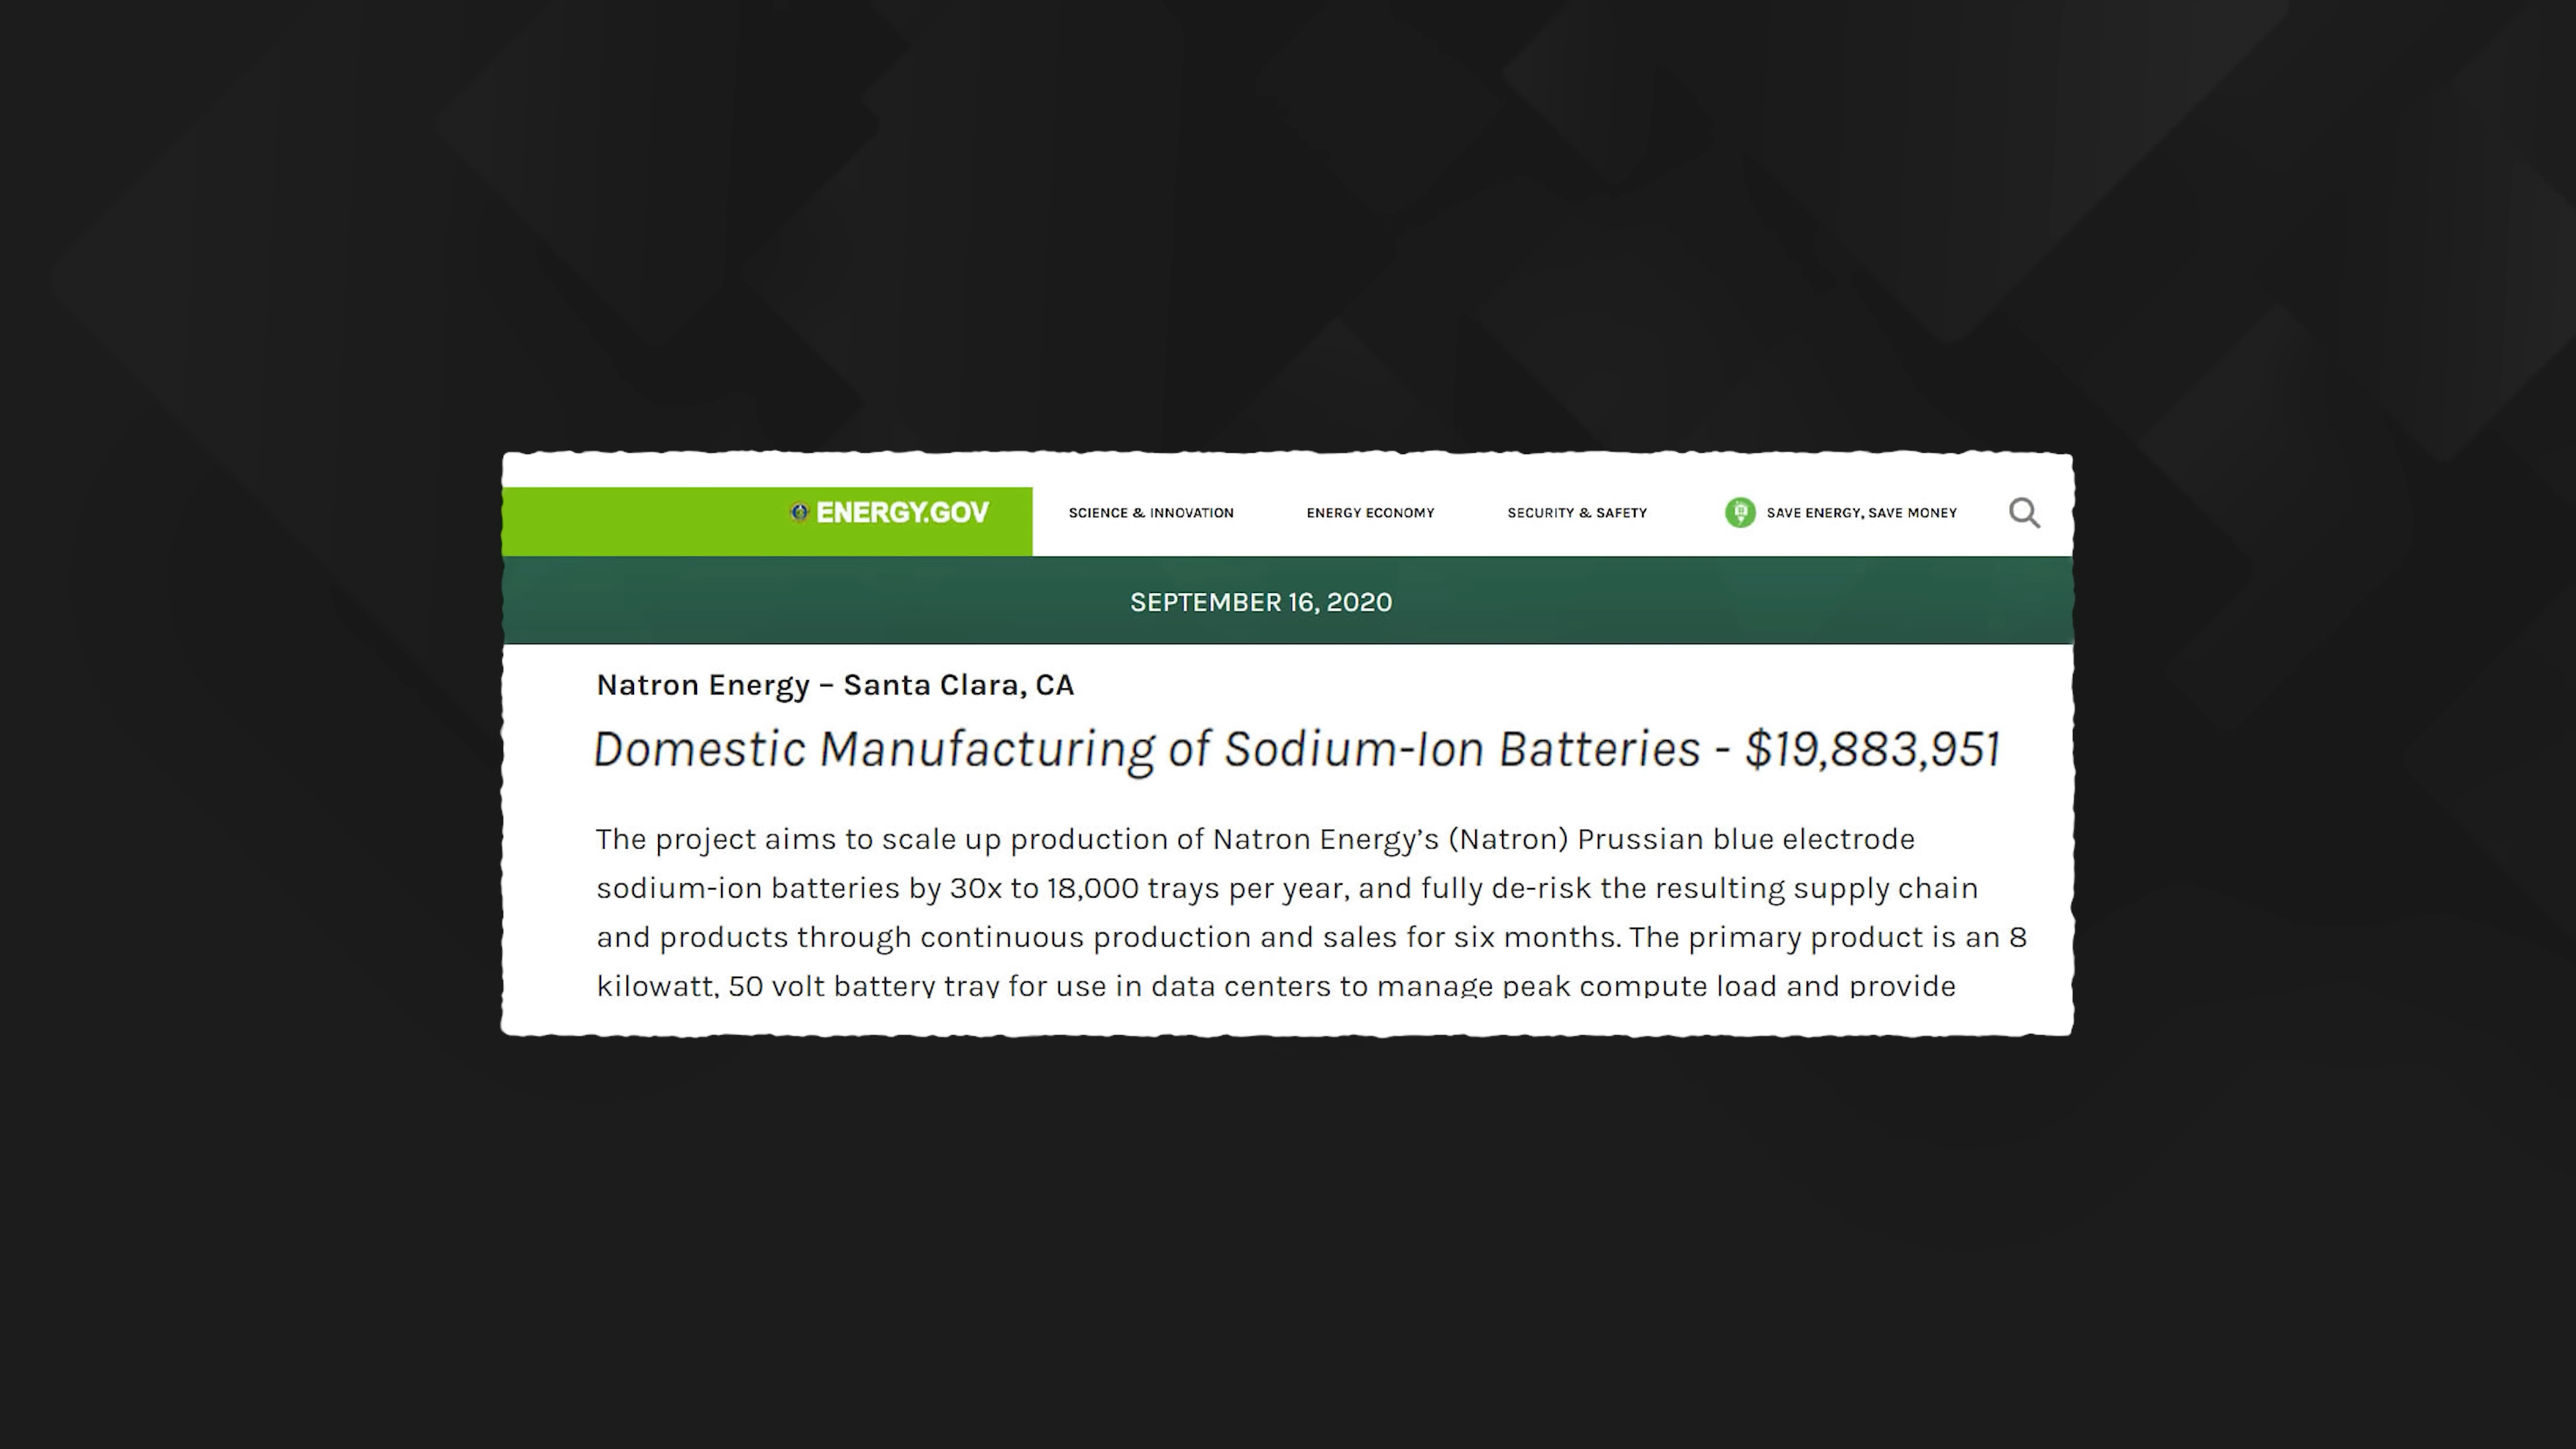 ENERGY.GOV SCIENCE & INNOVATION ENERGY ECONOMY SECURITY & SAFETY SAVE ENERGY, SAVE MONEY
SEPTEMBER 16, 2020
Natron Energy – Santa Clara, CA
Domestic Manufacturing of Sodium-Ion Batteries - $19,883,951
The project aims to scale up production of Natron Energy’s (Natron) Prussian blue electrode
sodium-ion batteries by 30x to 18,000 trays per year, and fully de-risk the resulting supply chain
and products through continuous production and sales for six months. The primary product is an 8
kilowatt, 50 volt battery tray for use in data centers to manage peak compute load and provide